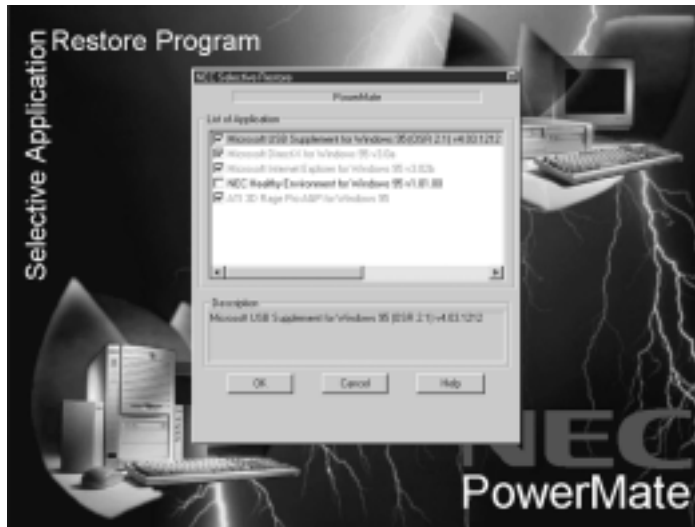 Restore Program
Selective Application
NEC Selective Restore
PowerMate
List of Application
Microsoft USB Supplement for Windows 95 (OSR 2.1) v4.03.1212
Microsoft DirectX for Windows 95 v3.0a
Microsoft Internet Explorer for Windows 95 v3.02b
NEC Healthy Environment for Windows 95 v1.01.00
ATI 3D Rage Pro AGP for Windows 95
Description
Microsoft USB Supplement for Windows 95 (OSR 2.1) v4.03.1212
OK
Cancel
Help
NEC
PowerMate